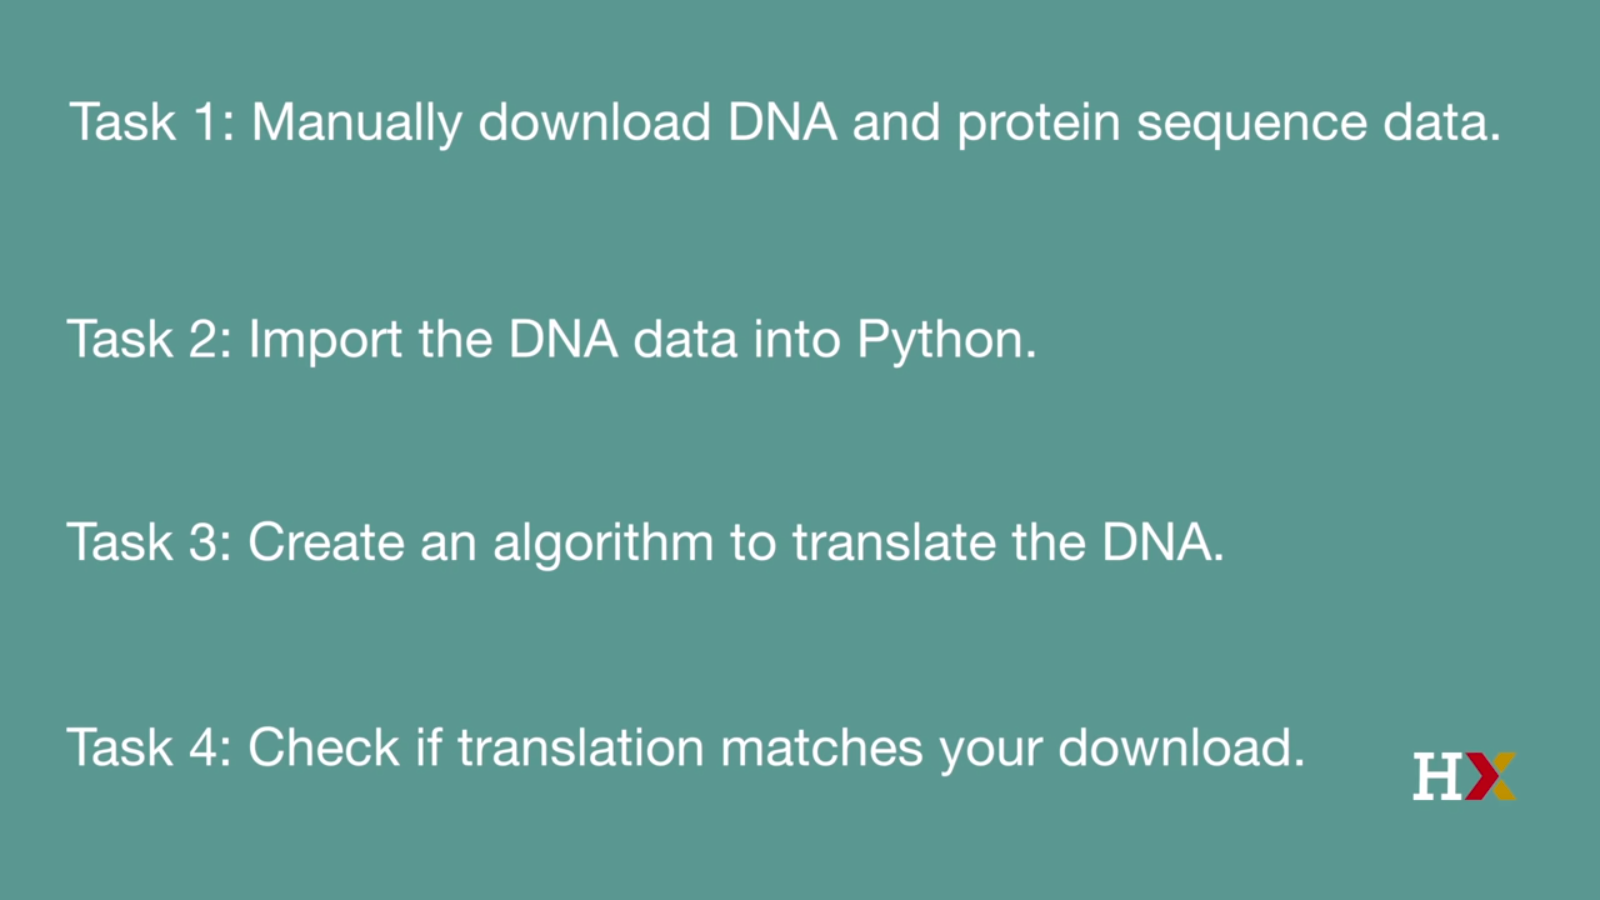 Task 1: Manually download DNA and protein sequence data.
Task 2: Import the DNA data into Python.
Task 3: Create an algorithm to translate the DNA.
Task 4: Check if translation matches your download.
HX